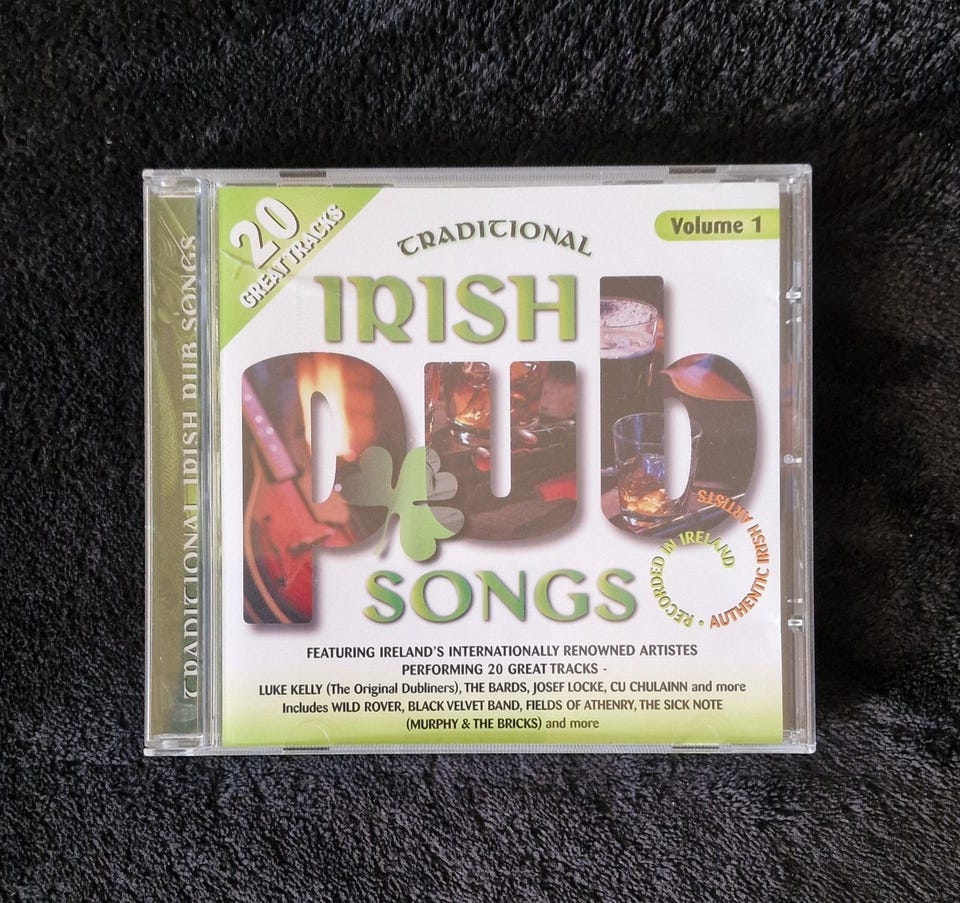 20
GREAT TRACKS
TRADITIONAL
Volume 1
IRISH
pub
SONGS
RECORDED IN IRELAND
• AUTHENTIC IRISH ARTISTS
FEATURING IRELAND'S INTERNATIONALLY RENOWNED ARTISTES
PERFORMING 20 GREAT TRACKS -
LUKE KELLY (The Original Dubliners), THE BARDS, JOSEF LOCKE, CU CHULAINN and more
Includes WILD ROVER, BLACK VELVET BAND, FIELDS OF ATHENRY, THE SICK NOTE
(MURPHY & THE BRICKS) and more
TRADITIONAL IRISH PUB SONGS